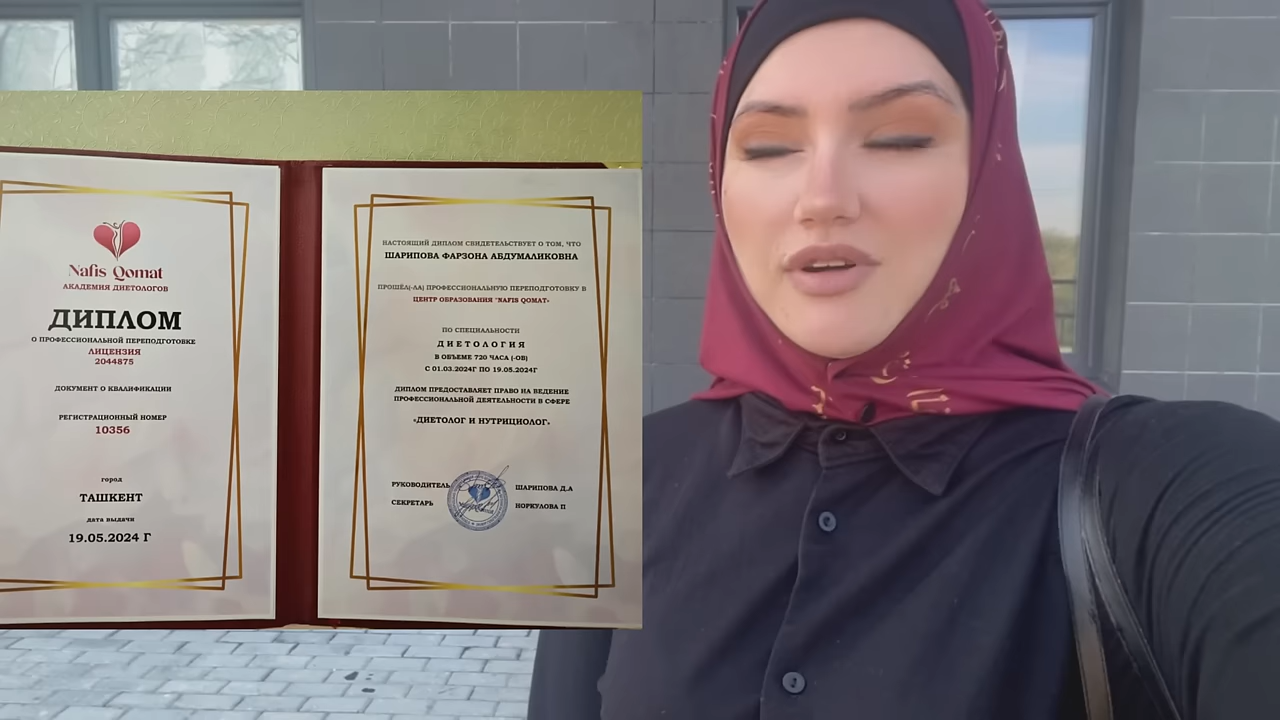 Nafis Qomat
АКАДЕМИЯ ДИЕТОЛОГОВ
ДИПЛОМ
О ПРОФЕССИОНАЛЬНОЙ ПЕРЕПОДГОТОВКЕ
ЛИЦЕНЗИЯ
2044875
ДОКУМЕНТ О КВАЛИФИКАЦИИ
РЕГИСТРАЦИОННЫЙ НОМЕР
10356
город
ТАШКЕНТ
дата выдачи
19.05.2024 Г
НАСТОЯЩИЙ ДИПЛОМ СВИДЕТЕЛЬСТВУЕТ О ТОМ, ЧТО
ШАРИПОВА ФАРЗОНА АБДУМАЛИКОВНА
ПРОШЁЛ(-ЛА) ПРОФЕССИОНАЛЬНУЮ ПЕРЕПОДГОТОВКУ В
ЦЕНТР ОБРАЗОВАНИЯ "NAFIS QOMAT»
ПО СПЕЦИАЛЬНОСТИ
ДИЕТОЛОГИЯ
В ОБЪЕМЕ 720 ЧАСА (-ОВ)
С 01.03.2024Г ПО 19.05.2024Г
ДИПЛОМ ПРЕДОСТАВЛЯЕТ ПРАВО НА ВЕДЕНИЕ
ПРОФЕССИОНАЛЬНОЙ ДЕЯТЕЛЬНОСТИ В СФЕРЕ
«ДИЕТОЛОГ И НУТРИЦИОЛОГ»
РУКОВОДИТЕЛЬ ШАРИПОВА Д.А
СЕКРЕТАРЬ НОРКУЛОВА П